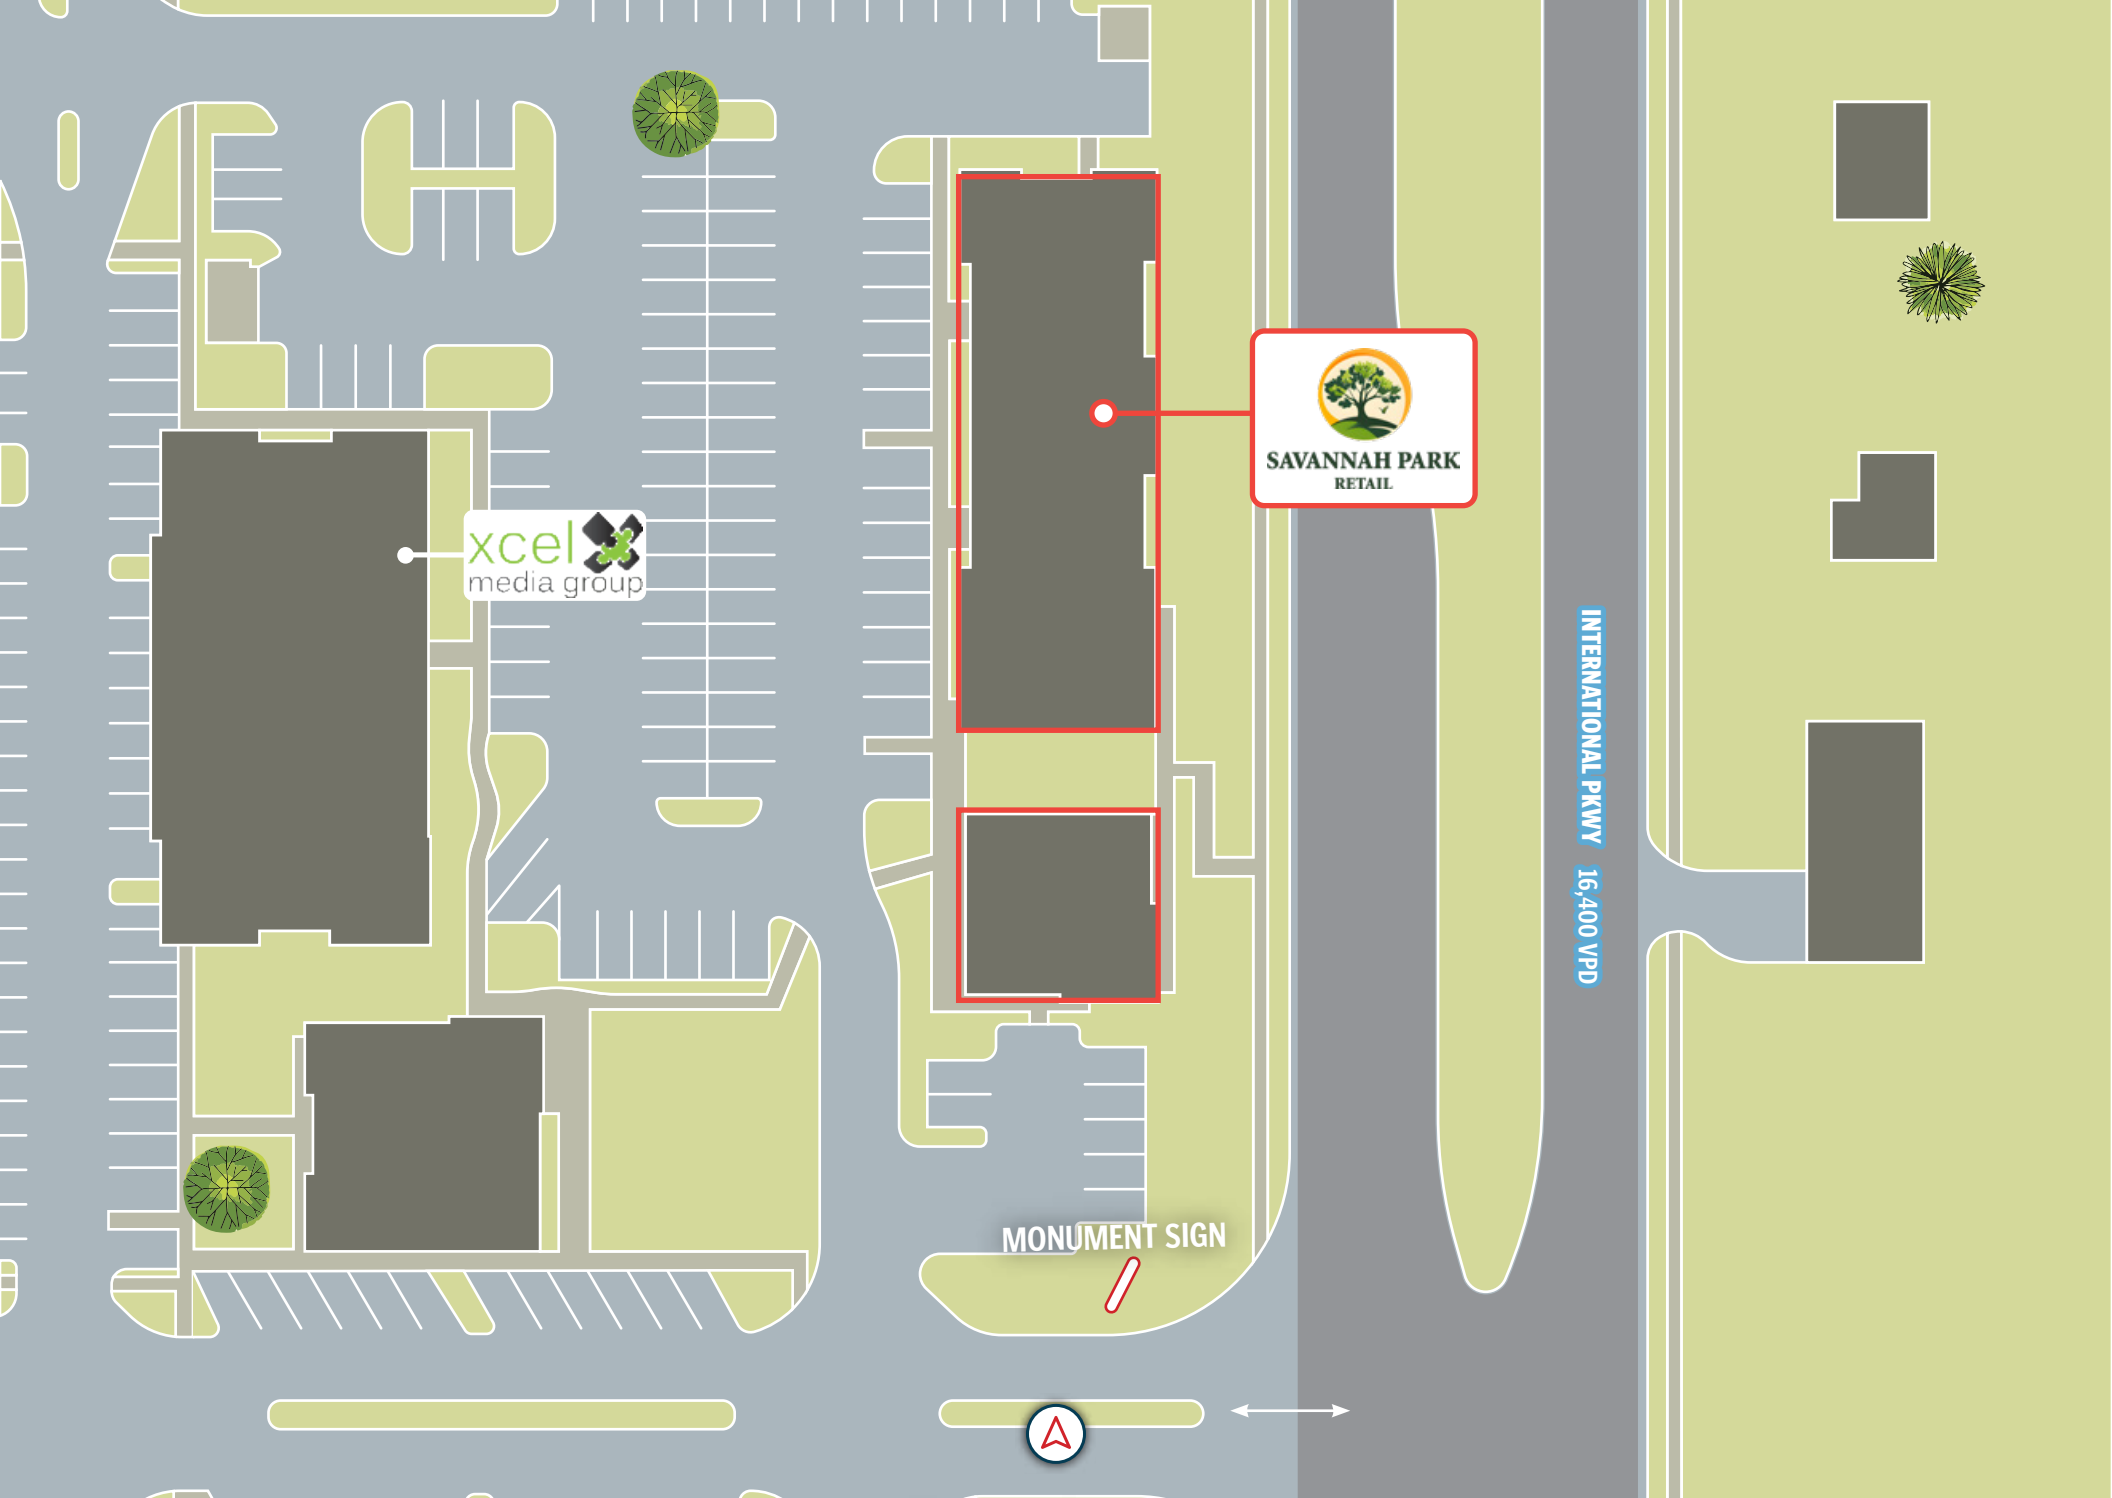 SAVANNAH PARK
RETAIL
xcel
media group
INTERNATIONAL PKWY 16,400 VPD
MONUMENT SIGN